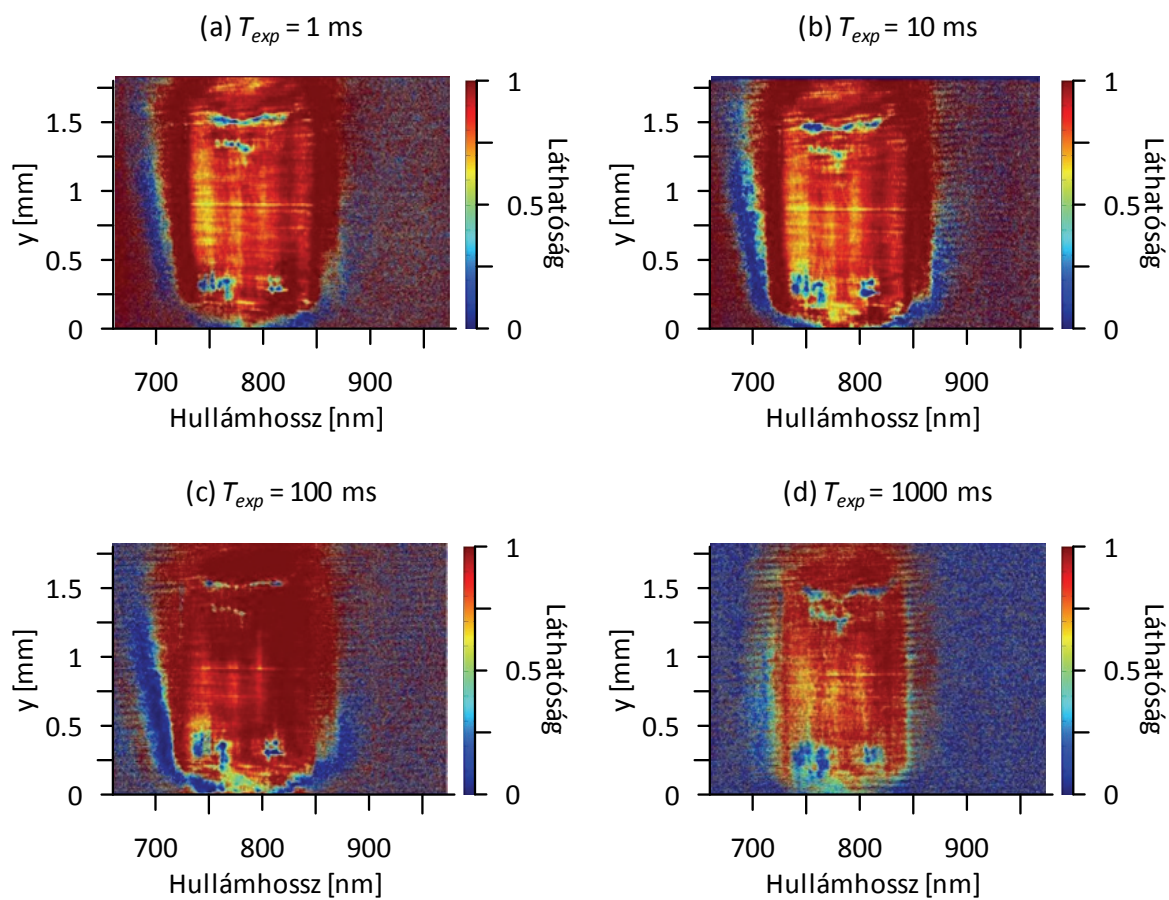 (a) T_exp = 1 ms
y [mm]
1.5
1
0.5
0
700 800 900
Hullámhossz [nm]
1
0.5
0
Láthatóság
(b) T_exp = 10 ms
y [mm]
1.5
1
0.5
0
700 800 900
Hullámhossz [nm]
1
0.5
0
Láthatóság
(c) T_exp = 100 ms
y [mm]
1.5
1
0.5
0
700 800 900
Hullámhossz [nm]
1
0.5
0
Láthatóság
(d) T_exp = 1000 ms
y [mm]
1.5
1
0.5
0
700 800 900
Hullámhossz [nm]
1
0.5
0
Láthatóság